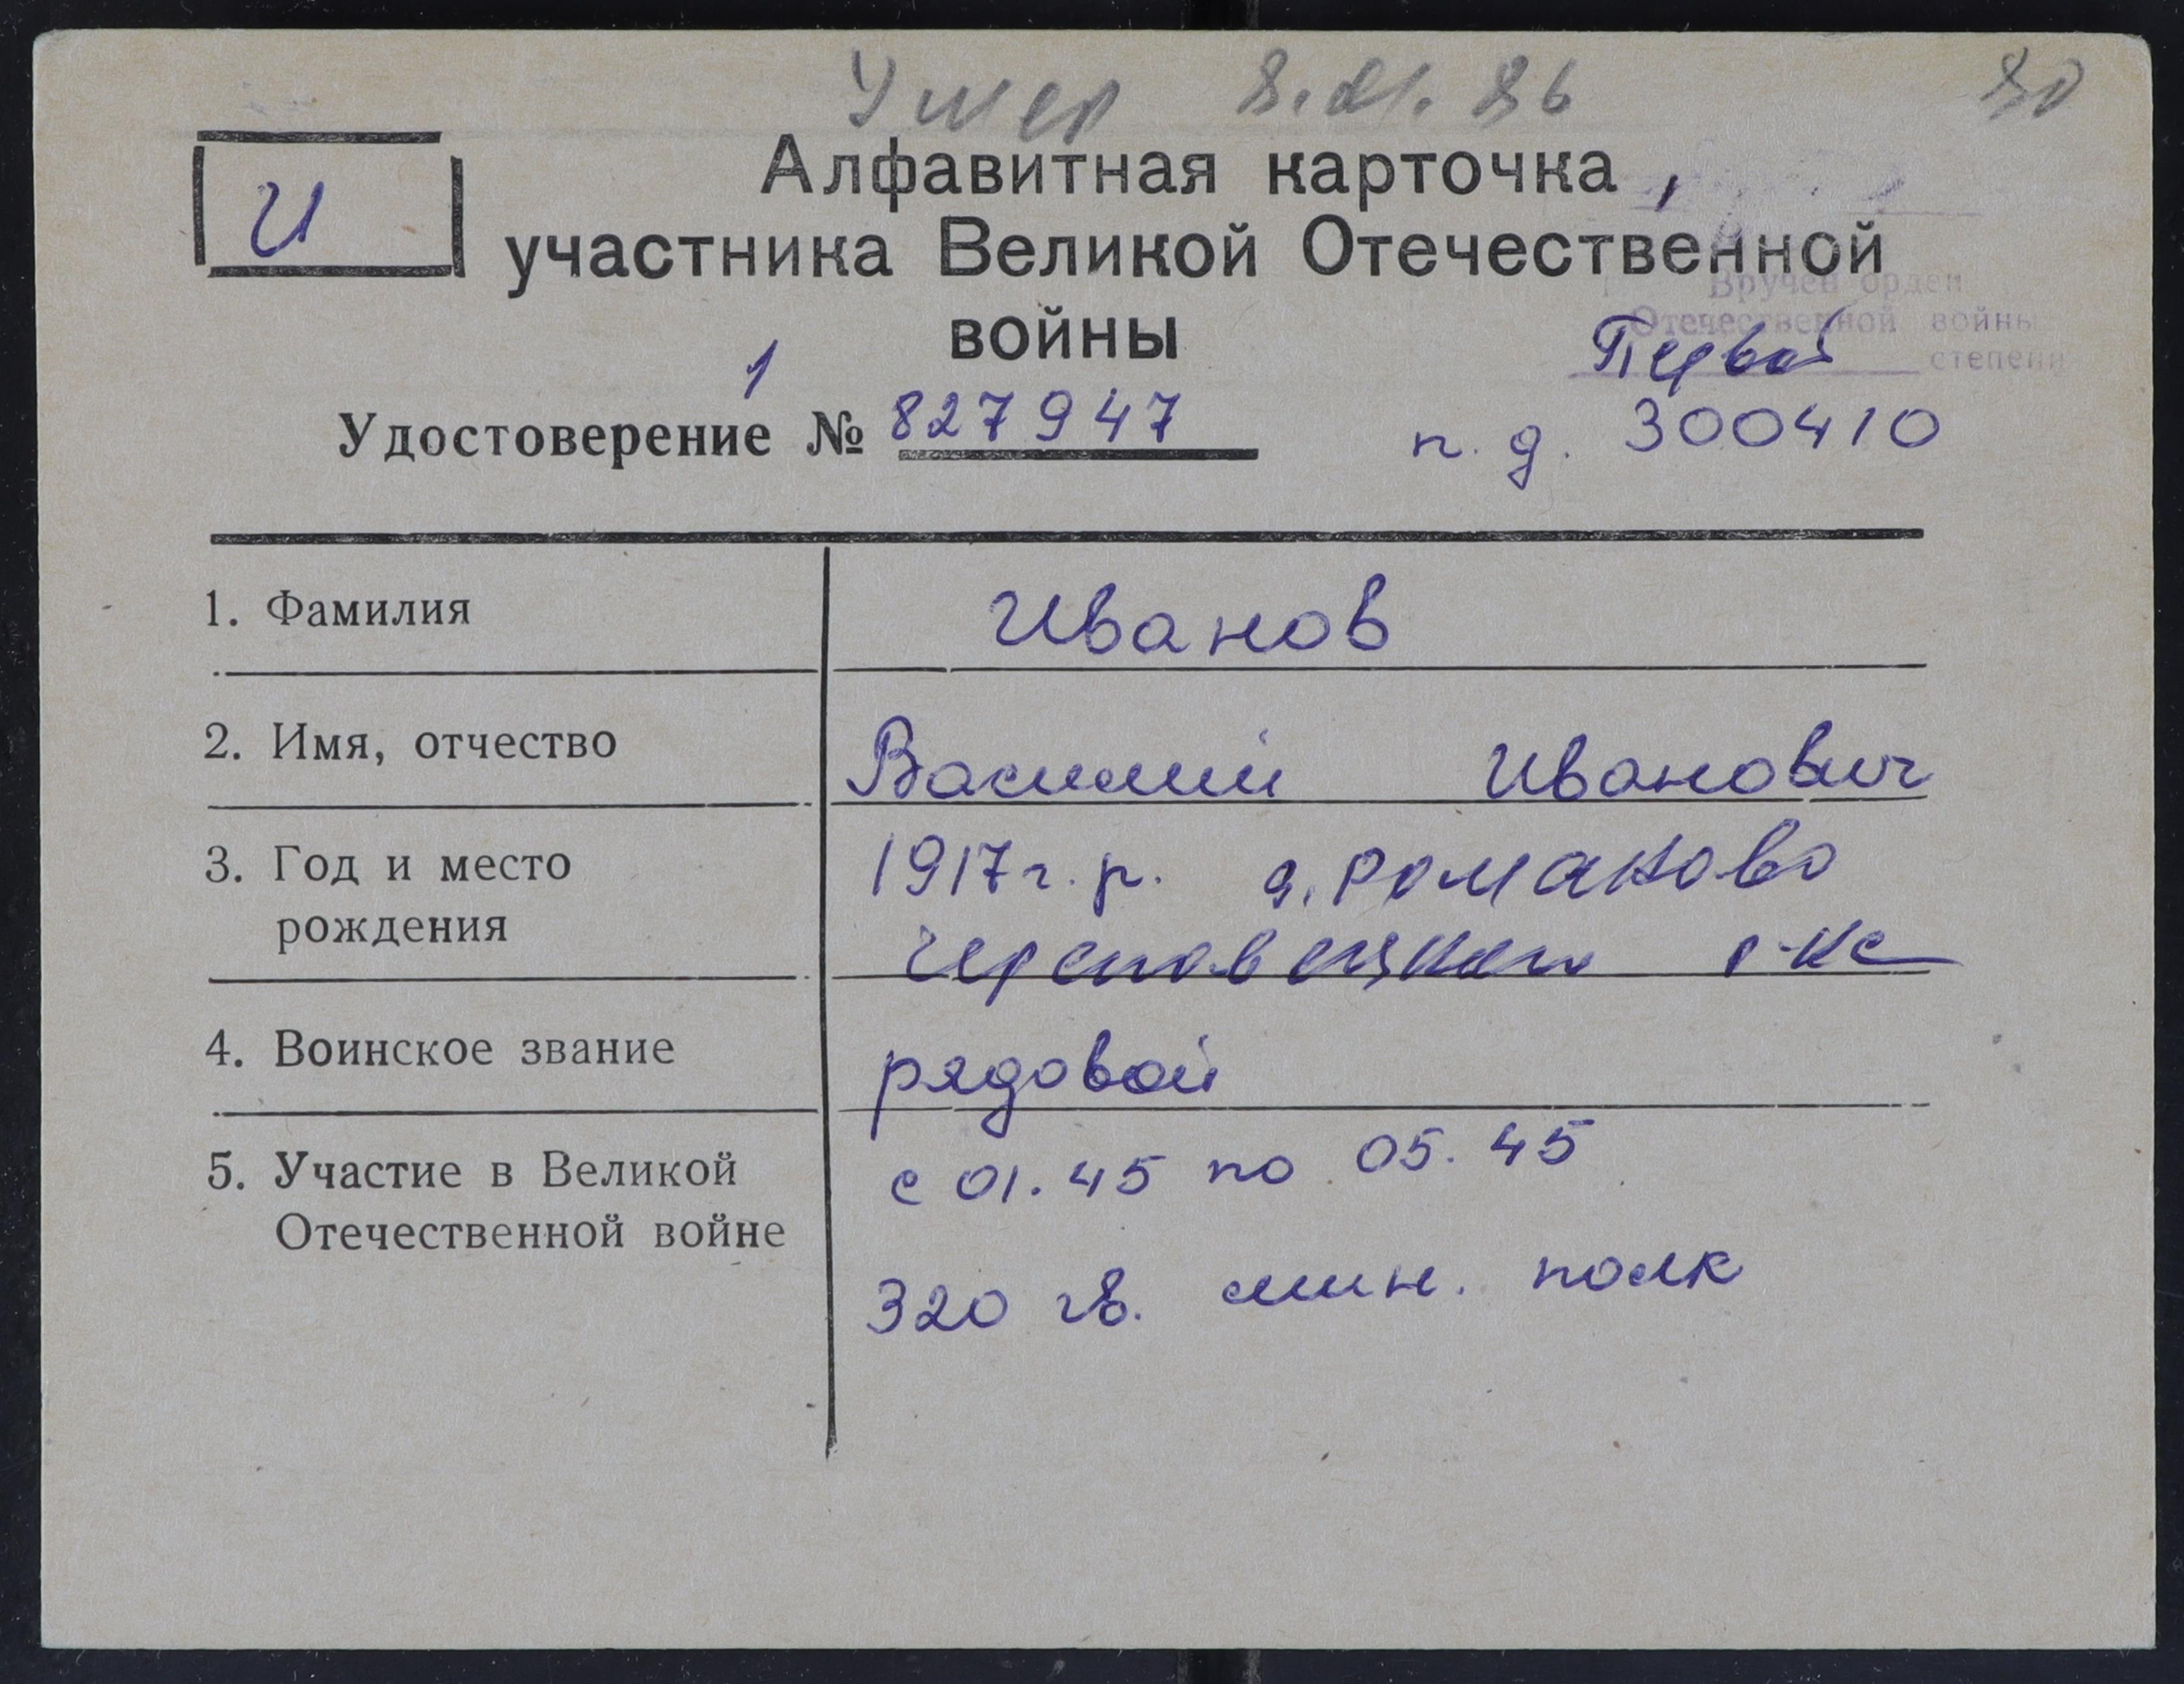 Умер 8. 86
80
И
Алфавитная карточка
участника Великой Отечественной
войны
Вручен орден
Отечественной войны
Первой степени
1
Удостоверение № 827947
п. д. 300410
1. Фамилия
Иванов
2. Имя, отчество
Василий Иванович
3. Год и место
рождения
1917 г. р. д. Романово
Череповецкого р-на
4. Воинское звание
рядовой
5. Участие в Великой
Отечественной войне
с 01. 45 по 05. 45
320 гв. мин. полк